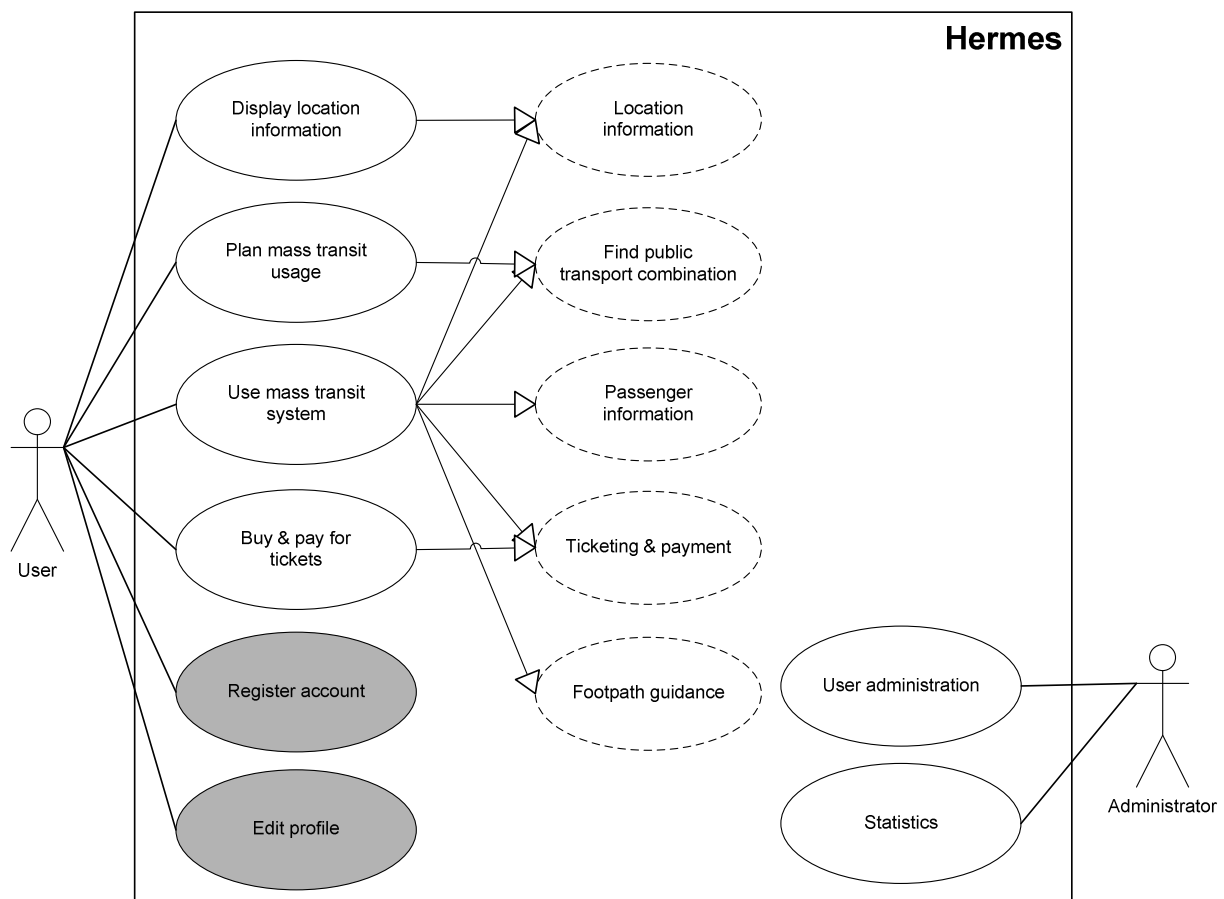 Hermes
Display location
information
Location
information
Plan mass transit
usage
Find public
transport combination
Use mass transit
system
Passenger
information
Buy & pay for
tickets
Ticketing & payment
User
Register account
Footpath guidance
User administration
Edit profile
Statistics
Administrator